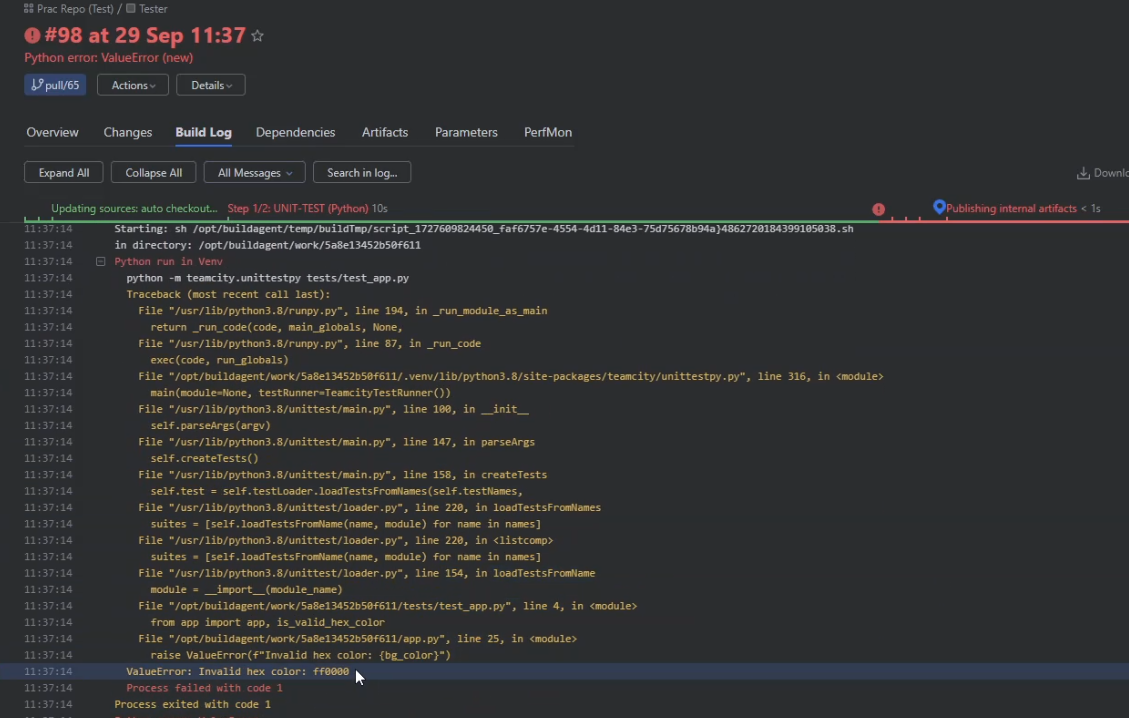 Prac Repo (Test) / Tester
#98 at 29 Sep 11:37
Python error: ValueError (new)
pull/65 Actions Details
Overview Changes Build Log Dependencies Artifacts Parameters PerfMon
Expand All Collapse All All Messages Search in log... Downlo
Updating sources: auto checkout... Step 1/2: UNIT-TEST (Python) 10s Publishing internal artifacts < 1s
11:37:14 Starting: sh /opt/buildagent/temp/buildTmp/script_1727609824450_faf6757e-4554-4d11-84e3-75d75678b94a}4862720184399105038.sh
11:37:14 in directory: /opt/buildagent/work/5a8e13452b50f611
11:37:14 Python run in Venv
11:37:14 python -m teamcity.unittestpy tests/test_app.py
11:37:14 Traceback (most recent call last):
11:37:14 File "/usr/lib/python3.8/runpy.py", line 194, in _run_module_as_main
11:37:14 return _run_code(code, main_globals, None,
11:37:14 File "/usr/lib/python3.8/runpy.py", line 87, in _run_code
11:37:14 exec(code, run_globals)
11:37:14 File "/opt/buildagent/work/5a8e13452b50f611/.venv/lib/python3.8/site-packages/teamcity/unittestpy.py", line 316, in <module>
11:37:14 main(module=None, testRunner=TeamcityTestRunner())
11:37:14 File "/usr/lib/python3.8/unittest/main.py", line 100, in __init__
11:37:14 self.parseArgs(argv)
11:37:14 File "/usr/lib/python3.8/unittest/main.py", line 147, in parseArgs
11:37:14 self.createTests()
11:37:14 File "/usr/lib/python3.8/unittest/main.py", line 158, in createTests
11:37:14 self.test = self.testLoader.loadTestsFromNames(self.testNames,
11:37:14 File "/usr/lib/python3.8/unittest/loader.py", line 220, in loadTestsFromNames
11:37:14 suites = [self.loadTestsFromName(name, module) for name in names]
11:37:14 File "/usr/lib/python3.8/unittest/loader.py", line 220, in <listcomp>
11:37:14 suites = [self.loadTestsFromName(name, module) for name in names]
11:37:14 File "/usr/lib/python3.8/unittest/loader.py", line 154, in loadTestsFromName
11:37:14 module = __import__(module_name)
11:37:14 File "/opt/buildagent/work/5a8e13452b50f611/tests/test_app.py", line 4, in <module>
11:37:14 from app import app, is_valid_hex_color
11:37:14 File "/opt/buildagent/work/5a8e13452b50f611/app.py", line 25, in <module>
11:37:14 raise ValueError(f"Invalid hex color: {bg_color}")
11:37:14 ValueError: Invalid hex color: ff0000
11:37:14 Process failed with code 1
11:37:14 Process exited with code 1